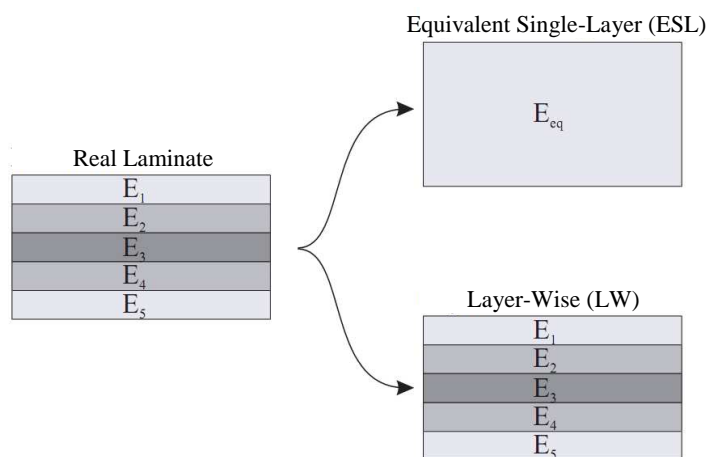 Equivalent Single-Layer (ESL)
E_eq
Real Laminate
E₁
E₂
E₃
E₄
E₅
Layer-Wise (LW)
E₁
E₂
E₃
E₄
E₅